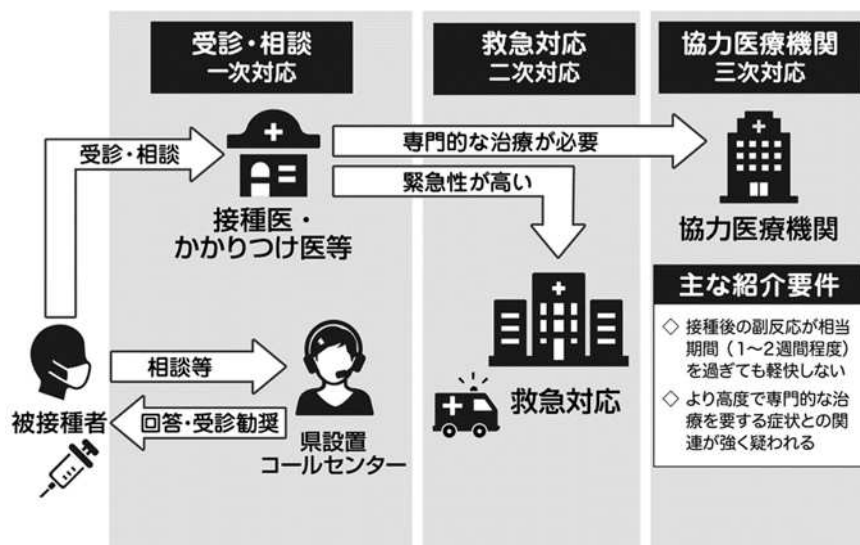 受診・相談
一次対応
救急対応
二次対応
協力医療機関
三次対応
受診・相談
専門的な治療が必要
緊急性が高い
接種医・
かかりつけ医等
協力医療機関
主な紹介要件
◇ 接種後の副反応が相当
期間(1〜2週間程度)
を過ぎても軽快しない
◇ より高度で専門的な治
療を要する症状との関
連が強く疑われる
相談等
回答・受診勧奨
被接種者
県設置
コールセンター
救急対応